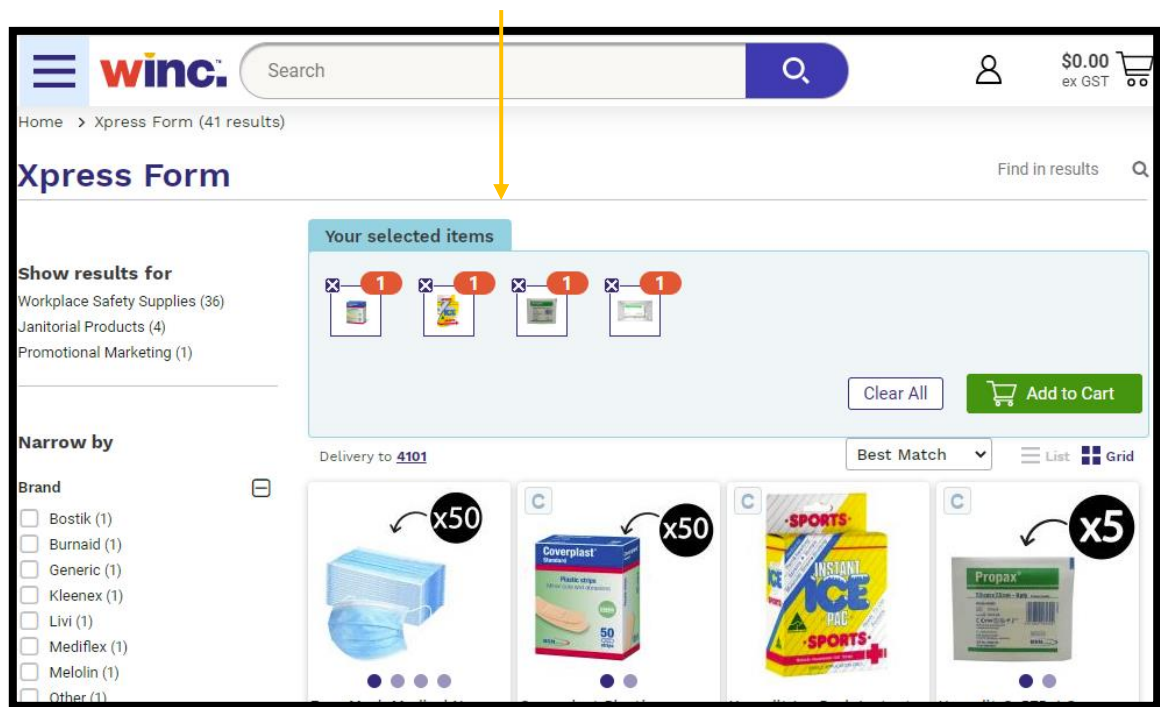 winc.
Search
$0.00
ex GST
Home > Xpress Form (41 results)
Xpress Form
Find in results
Your selected items
1
1
1
1
Show results for
Workplace Safety Supplies (36)
Janitorial Products (4)
Promotional Marketing (1)
Clear All
Add to Cart
Narrow by
Delivery to 4101
Best Match
List
Grid
Brand
Bostik (1)
Burnaid (1)
Generic (1)
Kleenex (1)
Livi (1)
Mediflex (1)
Melolin (1)
Other (1)
x50
C
x50
Coverplast
Standard
Plastic strips
50
strips
C
SPORTS
INSTANT
ICE
PAC
SPORTS
C
x5
Propax